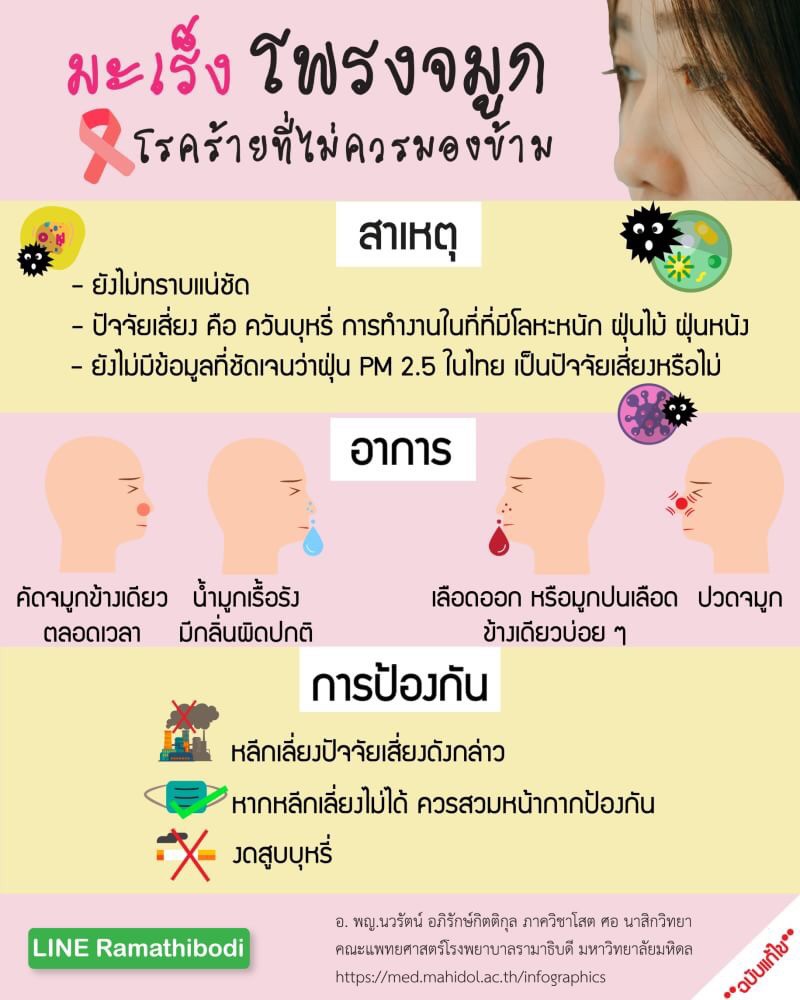 มะเร็ง โพรงจมูก
โรคร้ายที่ไม่ควรมองข้าม
สาเหตุ
- ยังไม่ทราบแน่ชัด
- ปัจจัยเสี่ยง คือ ควันบุหรี่ การทำงานในที่ที่มีโลหะหนัก ฝุ่นไม้ ฝุ่นหนัง
- ยังไม่มีข้อมูลที่ชัดเจนว่าฝุ่น PM 2.5 ในไทย เป็นปัจจัยเสี่ยงหรือไม่
อาการ
คัดจมูกข้างเดียว
ตลอดเวลา
น้ำมูกเรื้อรัง
มีกลิ่นผิดปกติ
เลือดออก หรือมูกปนเลือด
ข้างเดียวบ่อย ๆ
ปวดจมูก
การป้องกัน
หลีกเลี่ยงปัจจัยเสี่ยงดังกล่าว
หากหลีกเลี่ยงไม่ได้ ควรสวมหน้ากากป้องกัน
งดสูบบุหรี่
LINE Ramathibodi
อ. พญ.นวรัตน์ อภิรักษ์กิตติกุล ภาควิชาโสต ศอ นาสิกวิทยา
คณะแพทยศาสตร์โรงพยาบาลรามาธิบดี มหาวิทยาลัยมหิดล
https://med.mahidol.ac.th/infographics
**ฉบับแก้ไข**